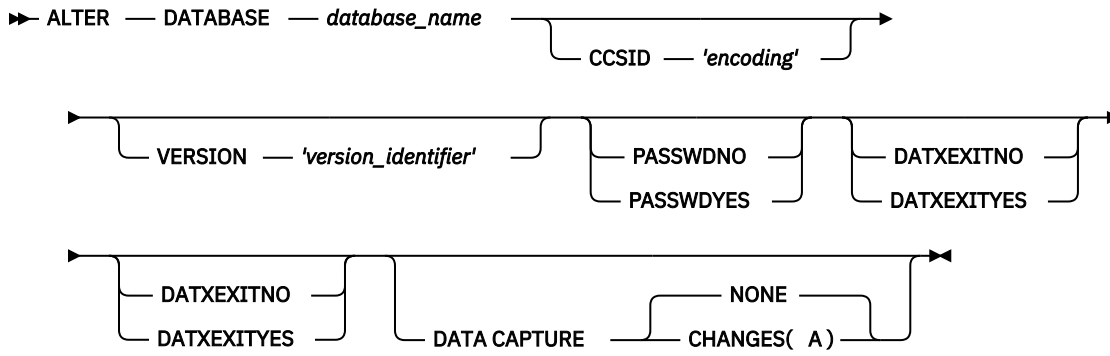 ALTER DATABASE database_name
CCSID 'encoding'
VERSION 'version_identifier' PASSWDNO DATXEXITNO
PASSWDYES DATXEXITYES
DATXEXITNO NONE
DATXEXITYES DATA CAPTURE CHANGES( A )